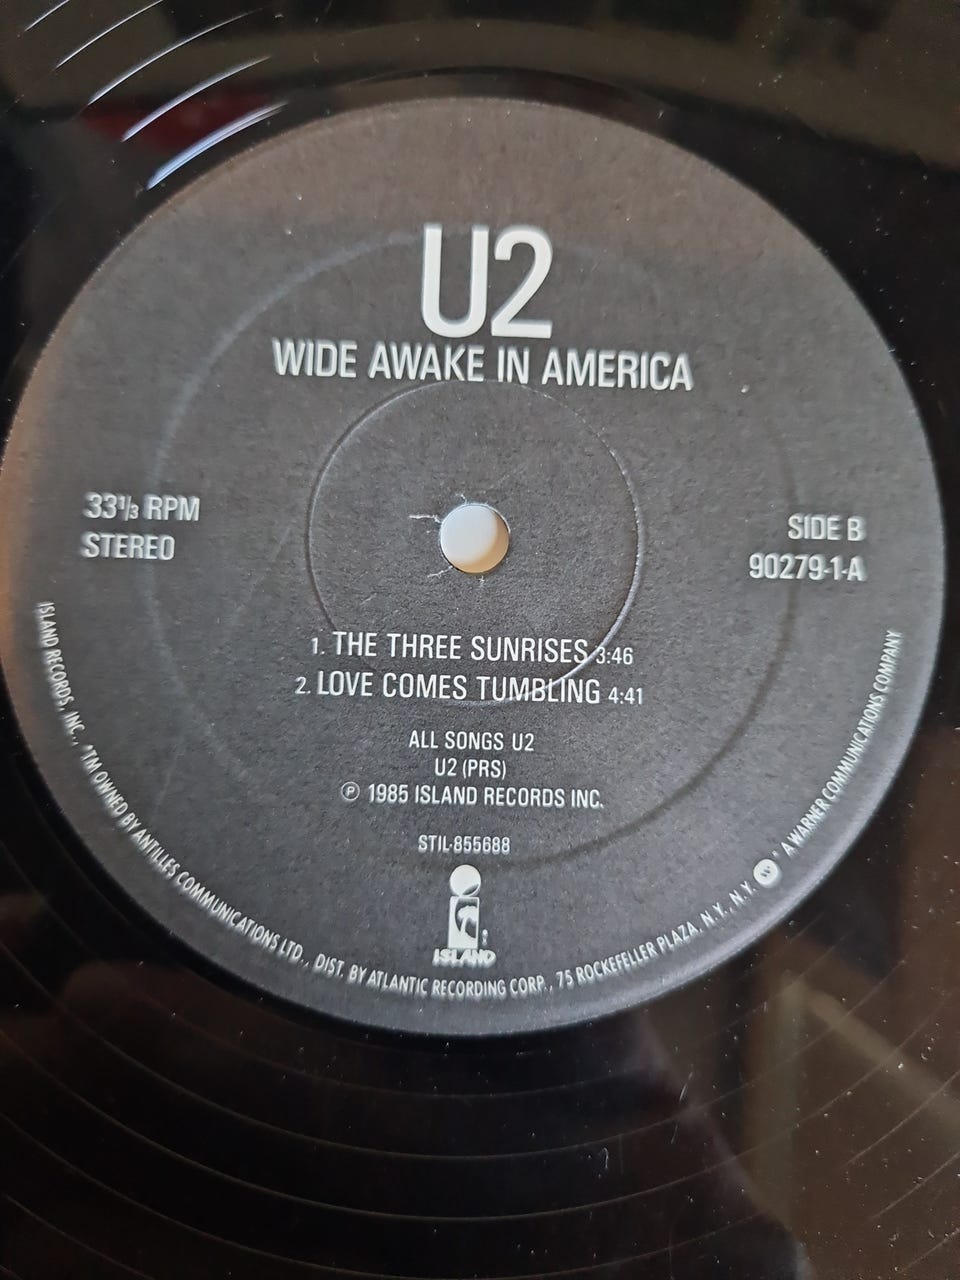 U2
WIDE AWAKE IN AMERICA
33⅓ RPM
STEREO
SIDE B
90279-1-A
1. THE THREE SUNRISES 3:46
2. LOVE COMES TUMBLING 4:41
ALL SONGS U2
U2 (PRS)
℗ 1985 ISLAND RECORDS INC.
STIL-855688
ISLAND
ISLAND RECORDS, INC., *TM OWNED BY ANTILLES COMMUNICATIONS LTD., DIST. BY ATLANTIC RECORDING CORP., 75 ROCKEFELLER PLAZA, N.Y., N.Y. * A WARNER COMMUNICATIONS COMPANY